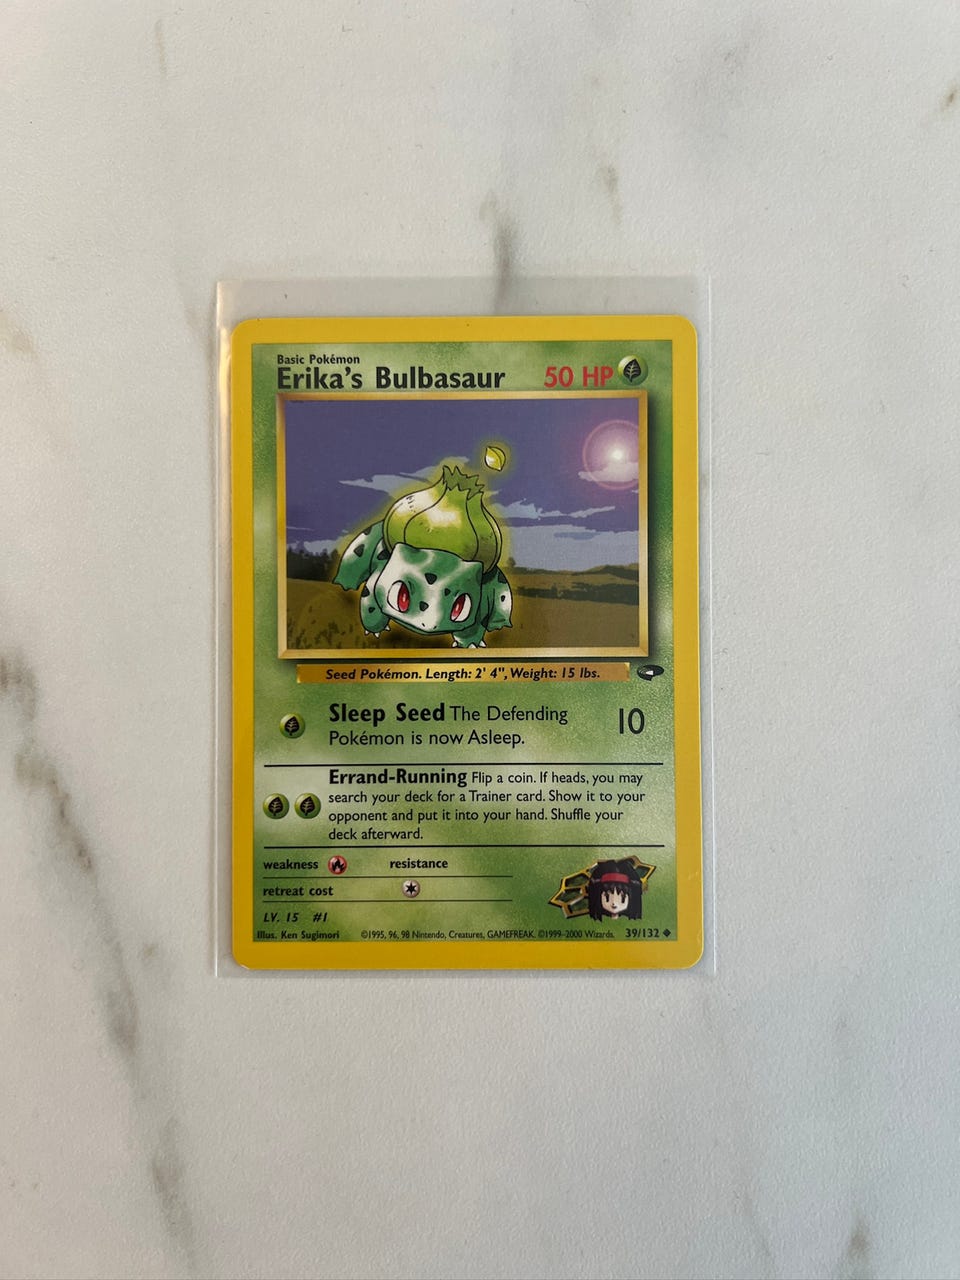 Basic Pokémon
Erika's Bulbasaur 50 HP
Seed Pokémon. Length: 2' 4", Weight: 15 lbs.
Sleep Seed The Defending
Pokémon is now Asleep.
10
Errand-Running Flip a coin. If heads, you may
search your deck for a Trainer card. Show it to your
opponent and put it into your hand. Shuffle your
deck afterward.
weakness resistance
retreat cost
LV. 15 #1
Illus. Ken Sugimori ©1995, 96, 98 Nintendo, Creatures, GAMEFREAK. ©1999-2000 Wizards. 39/132